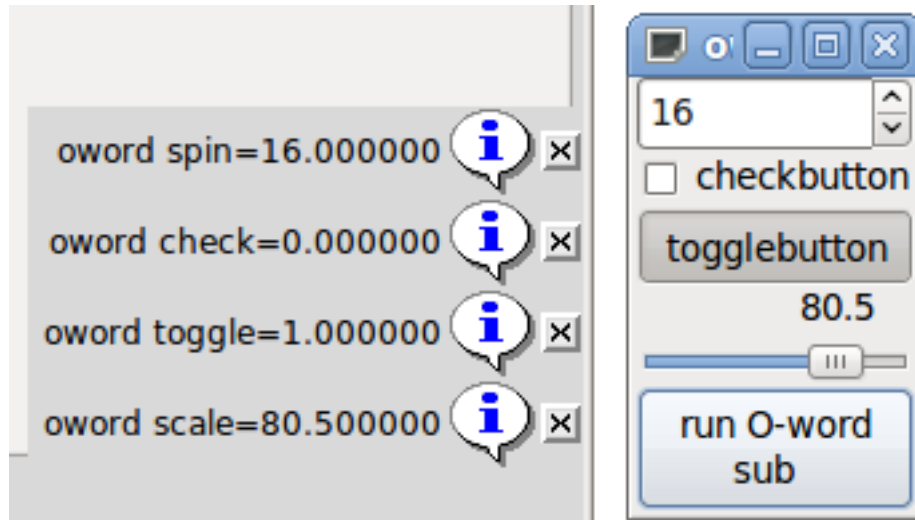 oword spin=16.000000
oword check=0.000000
oword toggle=1.000000
oword scale=80.500000
16
checkbutton
togglebutton
80.5
run O-word
sub